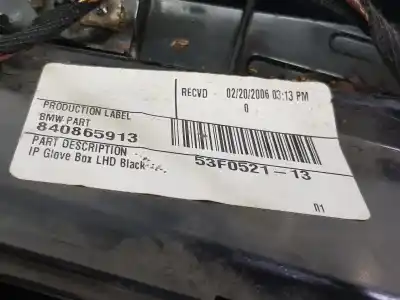 RECVD 02/20/2006 03:13 PM
0
PRODUCTION LABEL
BMW PART
840865913
PART DESCRIPTION
IP Glove Box LHD Black
53F0521-13